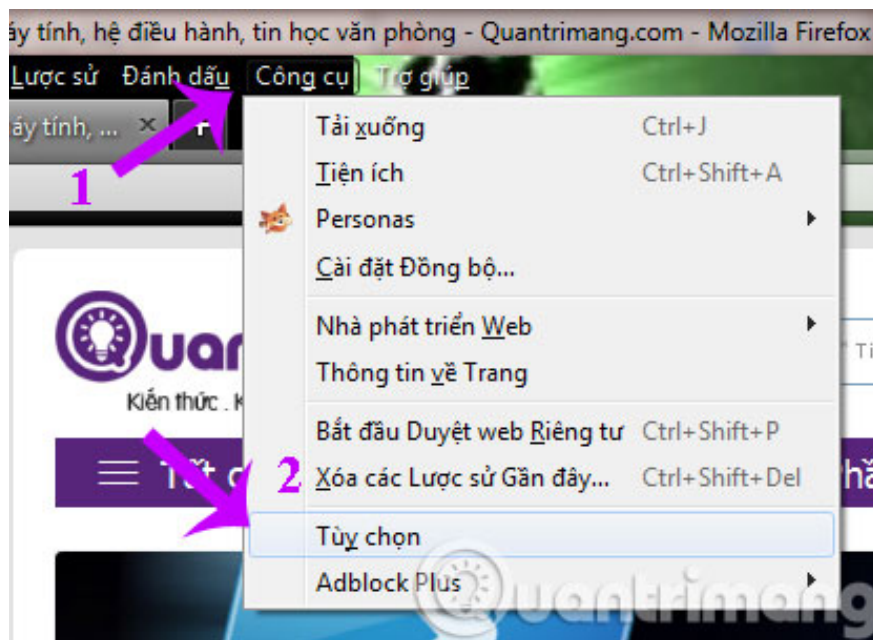 áy tính, hệ điều hành, tin học văn phòng - Quantrimang.com - Mozilla Firefox
Lược sử Đánh dấu Công cụ Trợ giúp
áy tính, ... × +
1
Tải xuống Ctrl+J
Tiện ích Ctrl+Shift+A
Personas
Cài đặt Đồng bộ...
Nhà phát triển Web
Thông tin về Trang
Bắt đầu Duyệt web Riêng tư Ctrl+Shift+P
2 Xóa các Lược sử Gần đây... Ctrl+Shift+Del
Tùy chọn
Adblock Plus
Quantrimang
Kiến thức . K